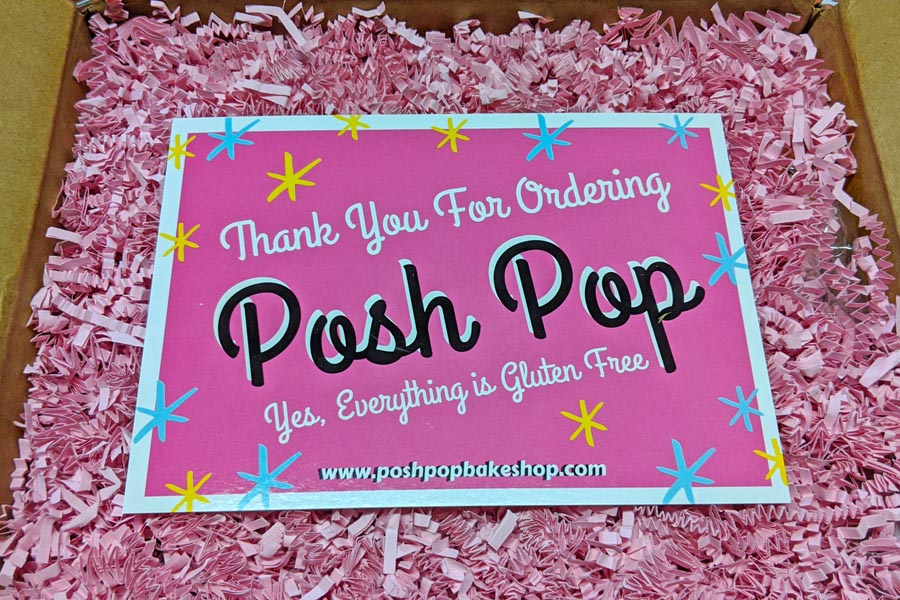 Thank You For Ordering
Posh Pop
Yes, Everything is Gluten Free
www.poshpopbakeshop.com